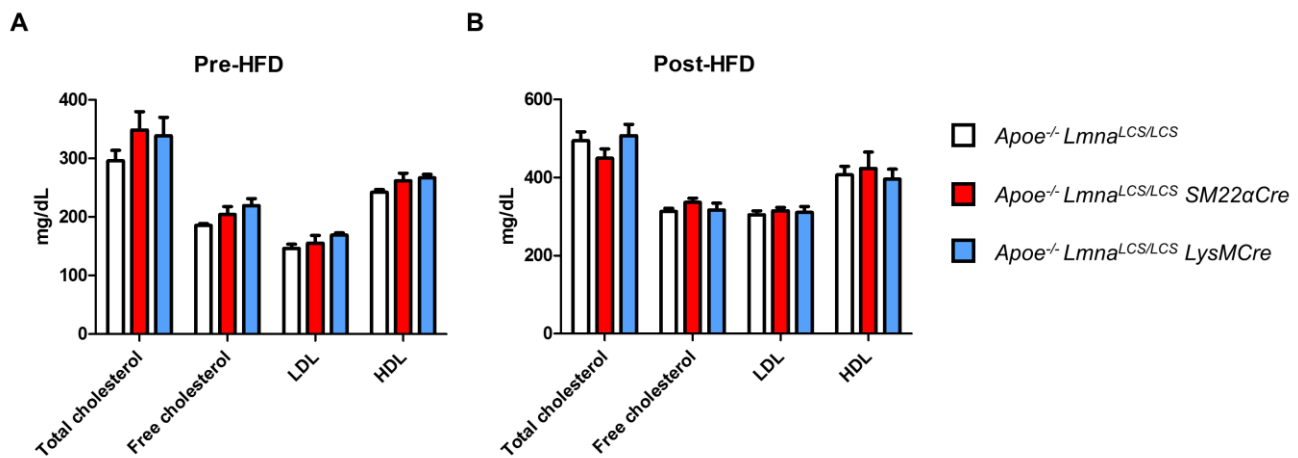 A
Pre-HFD
mg/dL
400
300
200
100
0
Total cholesterol
Free cholesterol
LDL
HDL
B
Post-HFD
mg/dL
600
400
200
0
Total cholesterol
Free cholesterol
LDL
HDL
Apoe-/- LmnaLCS/LCS
Apoe-/- LmnaLCS/LCS SM22αCre
Apoe-/- LmnaLCS/LCS LysMCre